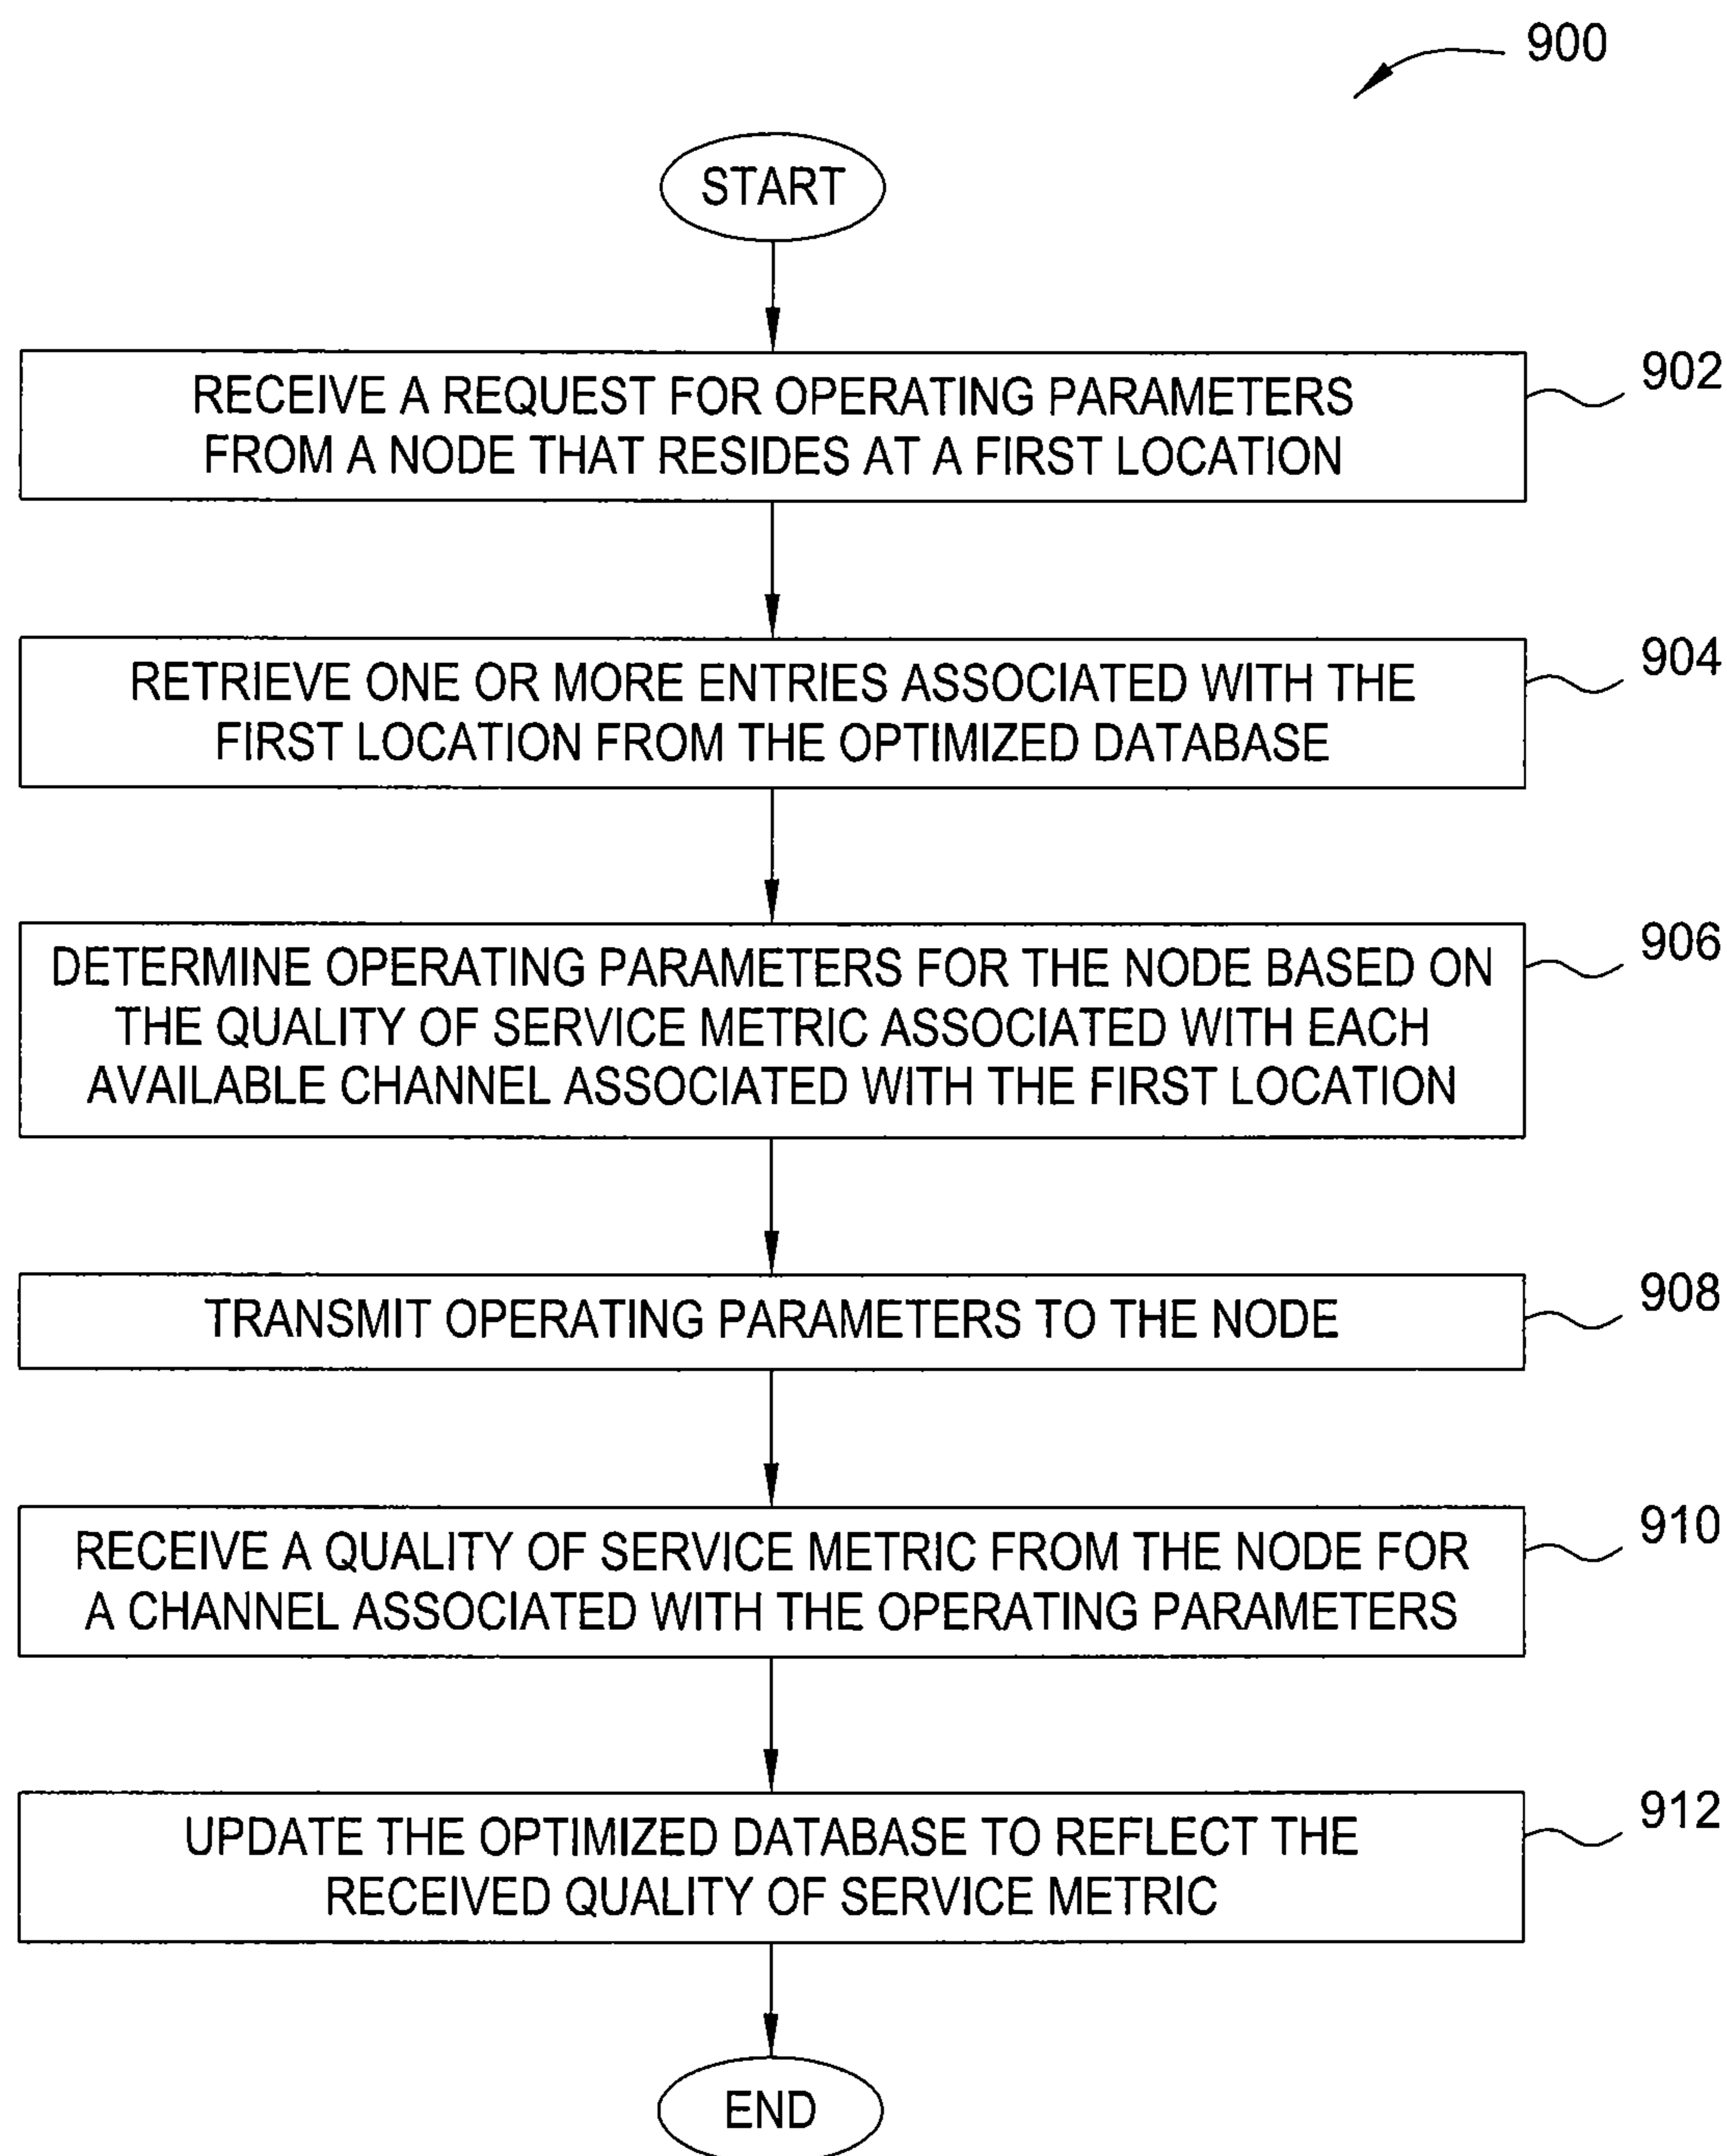 900
START
RECEIVE A REQUEST FOR OPERATING PARAMETERS
FROM A NODE THAT RESIDES AT A FIRST LOCATION
902
RETRIEVE ONE OR MORE ENTRIES ASSOCIATED WITH THE
FIRST LOCATION FROM THE OPTIMIZED DATABASE
904
DETERMINE OPERATING PARAMETERS FOR THE NODE BASED ON
THE QUALITY OF SERVICE METRIC ASSOCIATED WITH EACH
AVAILABLE CHANNEL ASSOCIATED WITH THE FIRST LOCATION
906
TRANSMIT OPERATING PARAMETERS TO THE NODE
908
RECEIVE A QUALITY OF SERVICE METRIC FROM THE NODE FOR
A CHANNEL ASSOCIATED WITH THE OPERATING PARAMETERS
910
UPDATE THE OPTIMIZED DATABASE TO REFLECT THE
RECEIVED QUALITY OF SERVICE METRIC
912
END